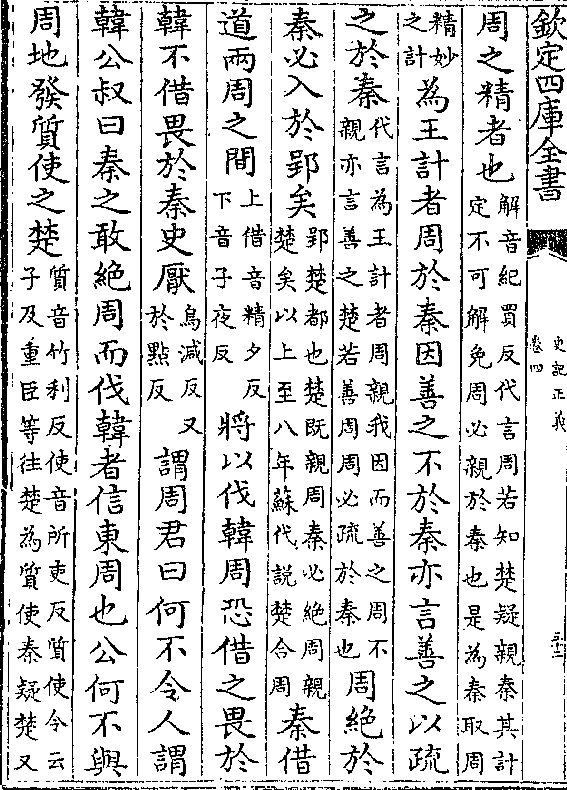 欽定四庫全書
史記正義
卷四
三十二
周之精者也解音紀買反代言周若知楚疑親秦其計定不可解免周必親於秦也是為秦取周
精妙之計為王計者周於秦因善之不於秦亦言善之以疏
之於秦代言為王計者周親我因而善之周不親亦言善之楚若善周周必疏於秦也周絶於
秦必入於郢矣郢楚都也楚既親周秦必絶周親楚矣以上至八年蘇代說楚合周秦借
道兩周之間上借音精夕反下音子夜反將以伐韓周恐借之畏於
韓不借畏於秦史厭烏減反又於點反謂周君曰何不令人謂
韓公叔曰秦之敢絶周而伐韓者信東周也公何不與
周地發質使之楚質音竹利反使音所吏反質使令云子及重臣等往楚為質使秦疑楚又